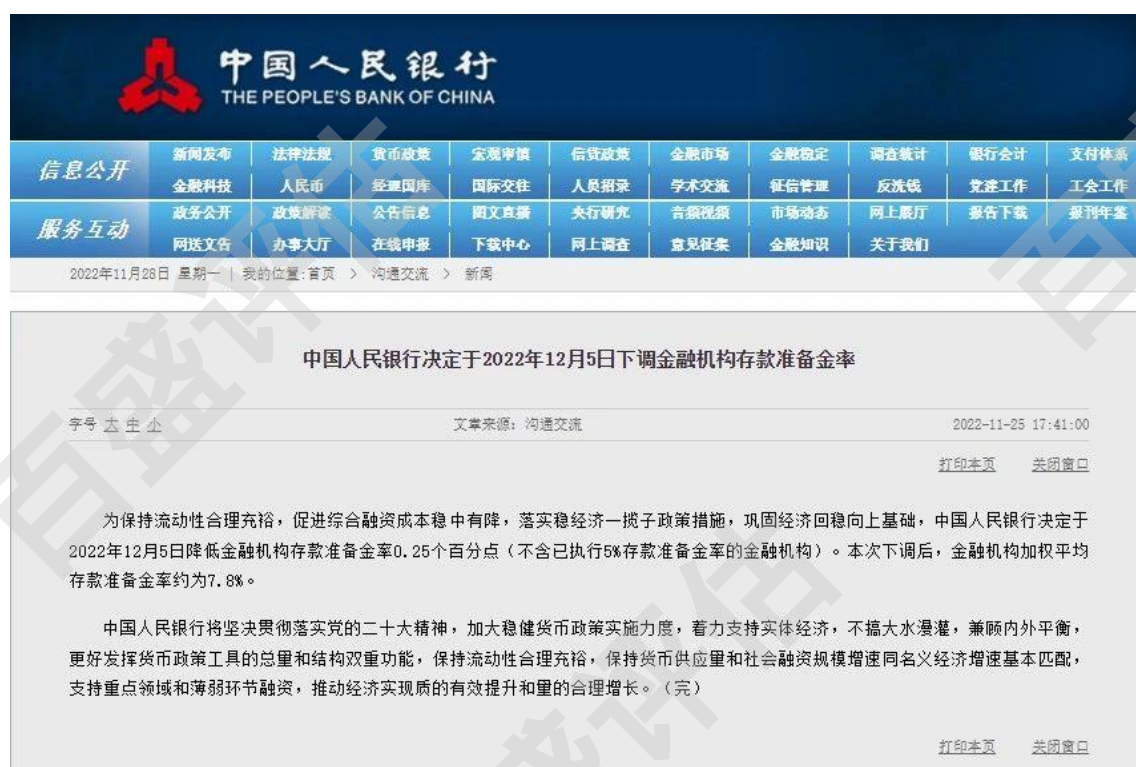 中国人民银行
THE PEOPLE'S BANK OF CHINA
信息公开 新闻发布 法律法规 货币政策 宏观审慎 信贷政策 金融市场 金融稳定 调查统计 银行会计 支付体系
金融科技 人民币 经理国库 国际交往 人员招录 学术交流 征信管理 反洗钱 党建工作 工会工作
服务互动 政务公开 政策解读 公告信息 图文直播 央行研究 音频视频 市场动态 网上展厅 报告下载 报刊年鉴
网送文告 办事大厅 在线申报 下载中心 网上调查 意见征集 金融知识 关于我们
2022年11月28日 星期一 | 我的位置:首页 > 沟通交流 > 新闻
中国人民银行决定于2022年12月5日下调金融机构存款准备金率
字号 大 中 小 文章来源：沟通交流 2022-11-25 17:41:00
打印本页 关闭窗口
为保持流动性合理充裕，促进综合融资成本稳中有降，落实稳经济一揽子政策措施，巩固经济回稳向上基础，中国人民银行决定于
2022年12月5日降低金融机构存款准备金率0.25个百分点（不含已执行5%存款准备金率的金融机构）。本次下调后，金融机构加权平均
存款准备金率约为7.8%。
中国人民银行将坚决贯彻落实党的二十大精神，加大稳健货币政策实施力度，着力支持实体经济，不搞大水漫灌，兼顾内外平衡，
更好发挥货币政策工具的总量和结构双重功能，保持流动性合理充裕，保持货币供应量和社会融资规模增速同名义经济增速基本匹配，
支持重点领域和薄弱环节融资，推动经济实现质的有效提升和量的合理增长。（完）
打印本页 关闭窗口
百盛评估